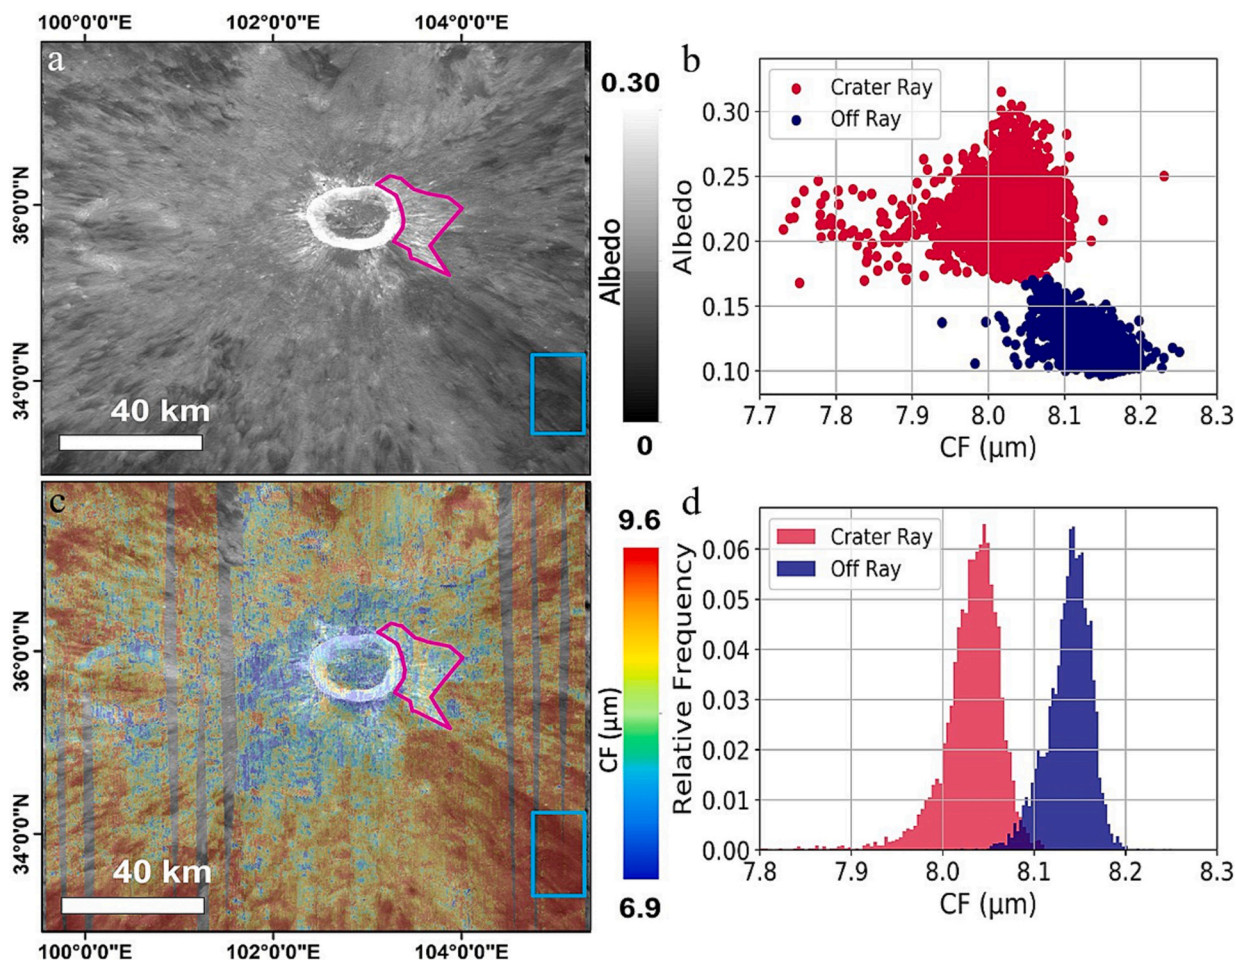 100°0'0"E 102°0'0"E 104°0'0"E
a
36°0'0"N
34°0'0"N
40 km
0.30
Albedo
0
b
Crater Ray
Off Ray
Albedo
0.30
0.25
0.20
0.15
0.10
7.7 7.8 7.9 8.0 8.1 8.2 8.3
CF (μm)
c
36°0'0"N
34°0'0"N
40 km
100°0'0"E 102°0'0"E 104°0'0"E
9.6
CF (μm)
6.9
d
Crater Ray
Off Ray
Relative Frequency
0.06
0.05
0.04
0.03
0.02
0.01
0.00
7.8 7.9 8.0 8.1 8.2 8.3
CF (μm)